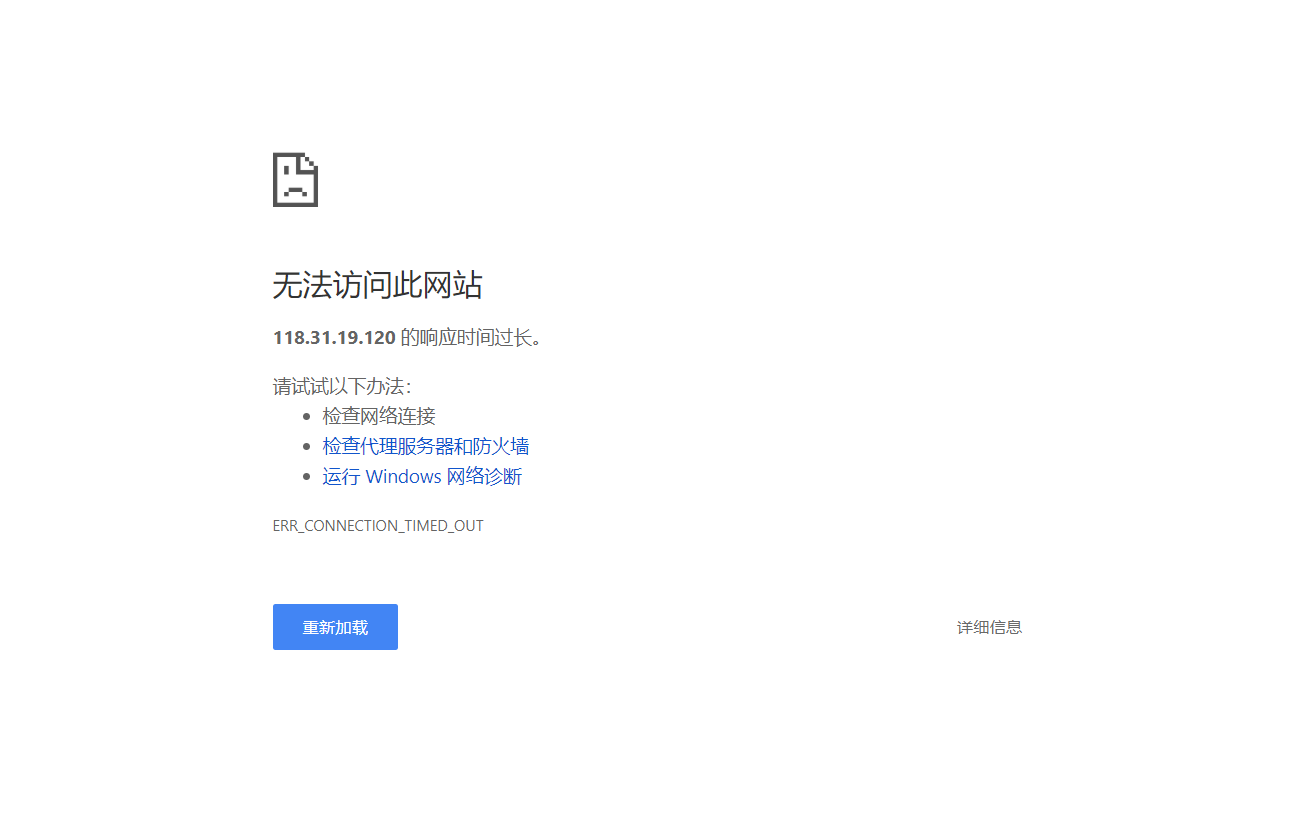 无法访问此网站
118.31.19.120 的响应时间过长。
请试试以下办法：
检查网络连接
检查代理服务器和防火墙
运行 Windows 网络诊断
ERR_CONNECTION_TIMED_OUT
重新加载
详细信息